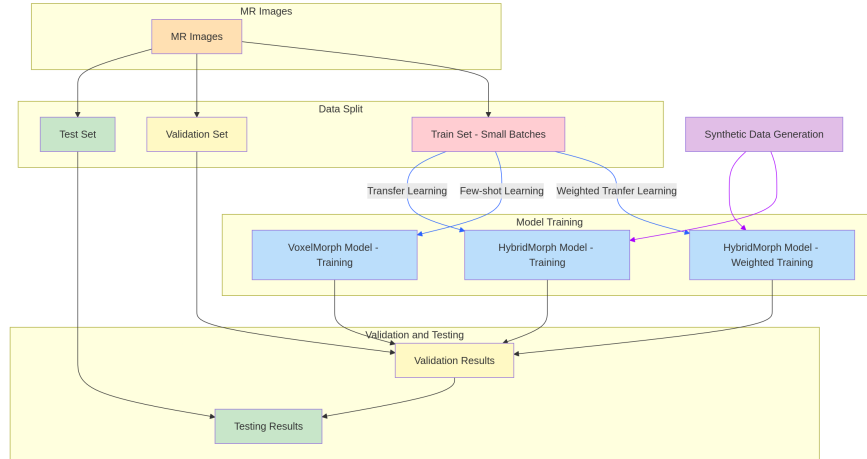 MR Images
MR Images
Data Split
Test Set
Validation Set
Train Set - Small Batches
Synthetic Data Generation
Transfer Learning
Few-shot Learning
Weighted Tranfer Learning
Model Training
VoxelMorph Model -
Training
HybridMorph Model -
Training
HybridMorph Model -
Weighted Training
Validation and Testing
Validation Results
Testing Results